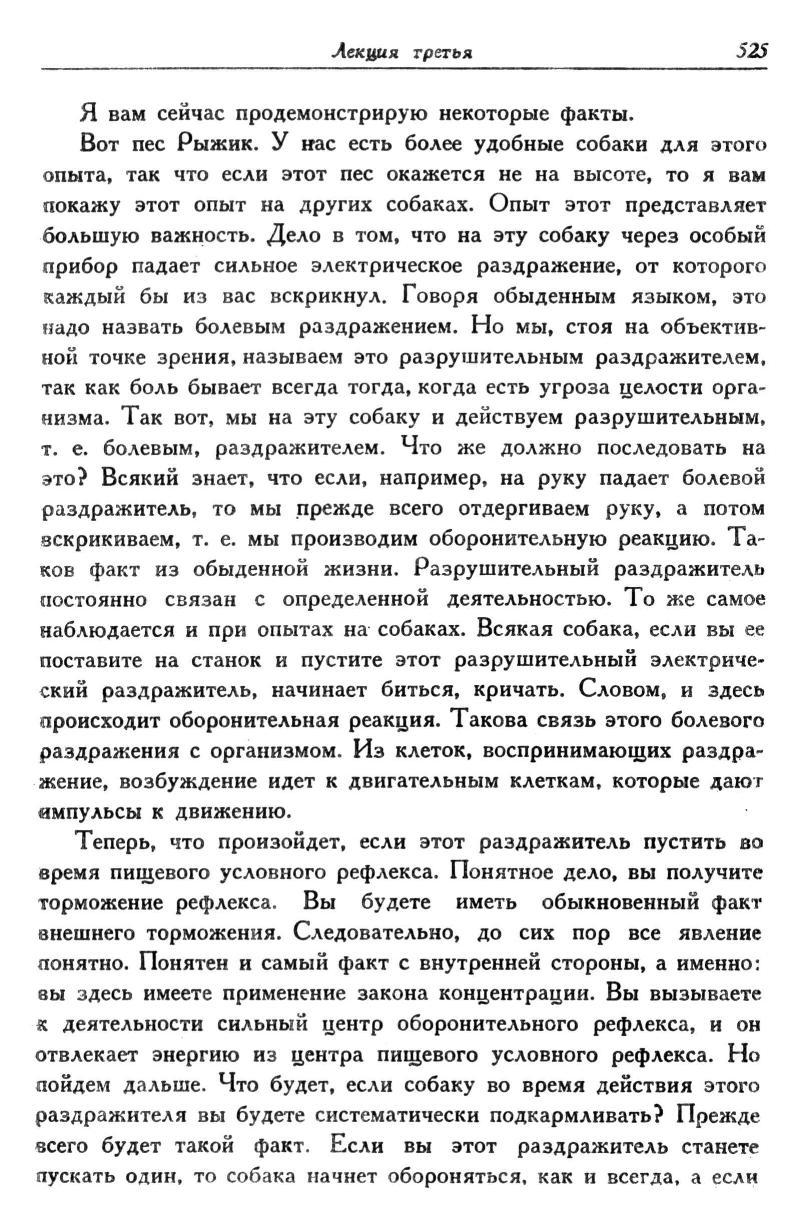 Лекция третья 525
Я вам сейчас продемонстрирую некоторые факты.
Вот пес Рыжик. У нас есть более удобные собаки для этого
опыта, так что если этот пес окажется не на высоте, то я вам
покажу этот опыт на других собаках. Опыт этот представляет
большую важность. Дело в том, что на эту собаку через особый
прибор падает сильное электрическое раздражение, от которого
каждый бы из вас вскрикнул. Говоря обыденным языком, это
надо назвать болевым раздражением. Но мы, стоя на объектив-
ной точке зрения, называем это разрушительным раздражителем,
так как боль бывает всегда тогда, когда есть угроза целости орга-
низма. Так вот, мы на эту собаку и действуем разрушительным,
т. е. болевым, раздражителем. Что же должно последовать на
это? Всякий знает, что если, например, на руку падает болевой
раздражитель, то мы прежде всего отдергиваем руку, а потом
вскрикиваем, т. е. мы производим оборонительную реакцию. Та-
ков факт из обыденной жизни. Разрушительный раздражитель
постоянно связан с определенной деятельностью. То же самое
наблюдается и при опытах на собаках. Всякая собака, если вы ее
поставите на станок и пустите этот разрушительный электриче-
ский раздражитель, начинает биться, кричать. Словом, и здесь
происходит оборонительная реакция. Такова связь этого болевого
раздражения с организмом. Из клеток, воспринимающих раздра-
жение, возбуждение идет к двигательным клеткам, которые дают
импульсы к движению.
Теперь, что произойдет, если этот раздражитель пустить во
время пищевого условного рефлекса. Понятное дело, вы получите
торможение рефлекса. Вы будете иметь обыкновенный факт
внешнего торможения. Следовательно, до сих пор все явление
понятно. Понятен и самый факт с внутренней стороны, а именно:
вы здесь имеете применение закона концентрации. Вы вызываете
к деятельности сильный центр оборонительного рефлекса, и он
отвлекает энергию из центра пищевого условного рефлекса. Но
пойдем дальше. Что будет, если собаку во время действия этого
раздражителя вы будете систематически подкармливать? Прежде
всего будет такой факт. Если вы этот раздражитель станете
пускать один, то собака начнет обороняться, как и всегда, а если